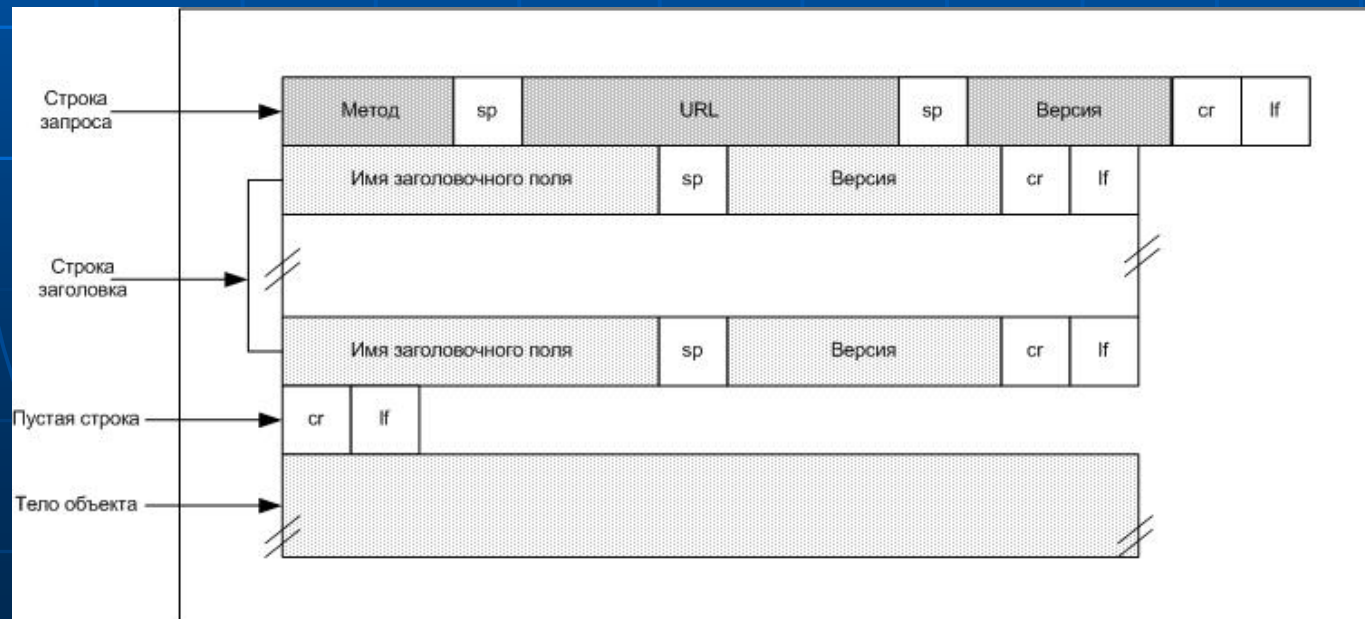 Строка
запроса
Метод sp URL sp Версия cr lf
Имя заголовочного поля sp Версия cr lf
Строка
заголовка
Имя заголовочного поля sp Версия cr lf
Пустая строка
cr lf
Тело объекта